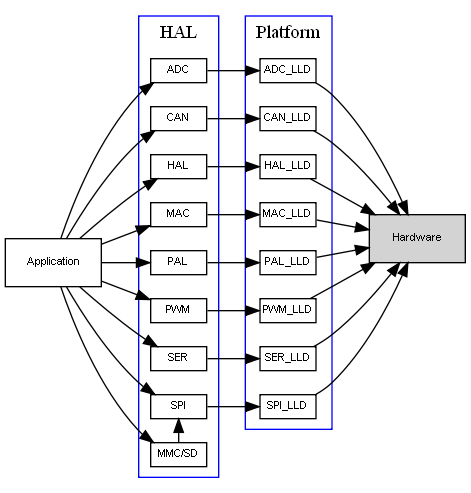 HAL
Platform
ADC
ADC_LLD
CAN
CAN_LLD
HAL
HAL_LLD
MAC
MAC_LLD
Hardware
Application
PAL
PAL_LLD
PWM
PWM_LLD
SER
SER_LLD
SPI
SPI_LLD
MMC/SD